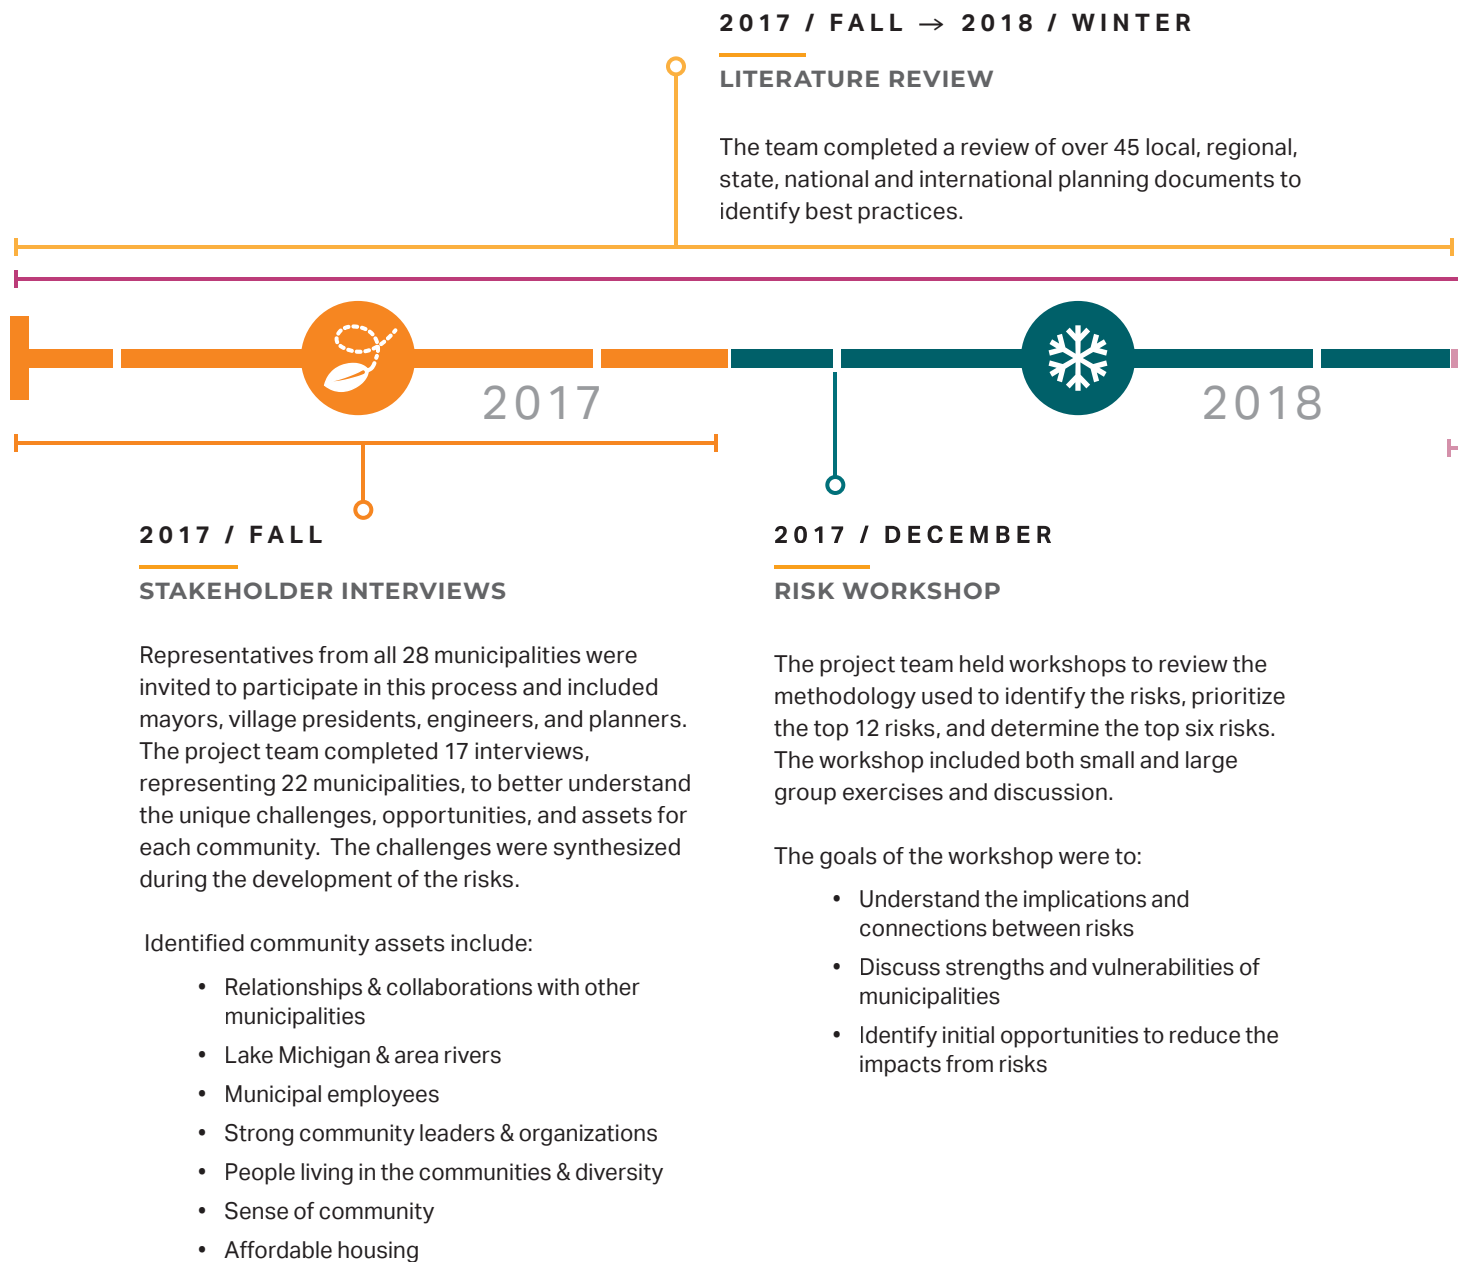 2017 / FALL → 2018 / WINTER
LITERATURE REVIEW
The team completed a review of over 45 local, regional,
state, national and international planning documents to
identify best practices.
2017
2018
2017 / FALL
STAKEHOLDER INTERVIEWS
Representatives from all 28 municipalities were
invited to participate in this process and included
mayors, village presidents, engineers, and planners.
The project team completed 17 interviews,
representing 22 municipalities, to better understand
the unique challenges, opportunities, and assets for
each community.  The challenges were synthesized
during the development of the risks.
Identified community assets include:
• Relationships & collaborations with other
municipalities
• Lake Michigan & area rivers
• Municipal employees
• Strong community leaders & organizations
• People living in the communities & diversity
• Sense of community
• Affordable housing
2017 / DECEMBER
RISK WORKSHOP
The project team held workshops to review the
methodology used to identify the risks, prioritize
the top 12 risks, and determine the top six risks.
The workshop included both small and large
group exercises and discussion.
The goals of the workshop were to:
• Understand the implications and
connections between risks
• Discuss strengths and vulnerabilities of
municipalities
• Identify initial opportunities to reduce the
impacts from risks